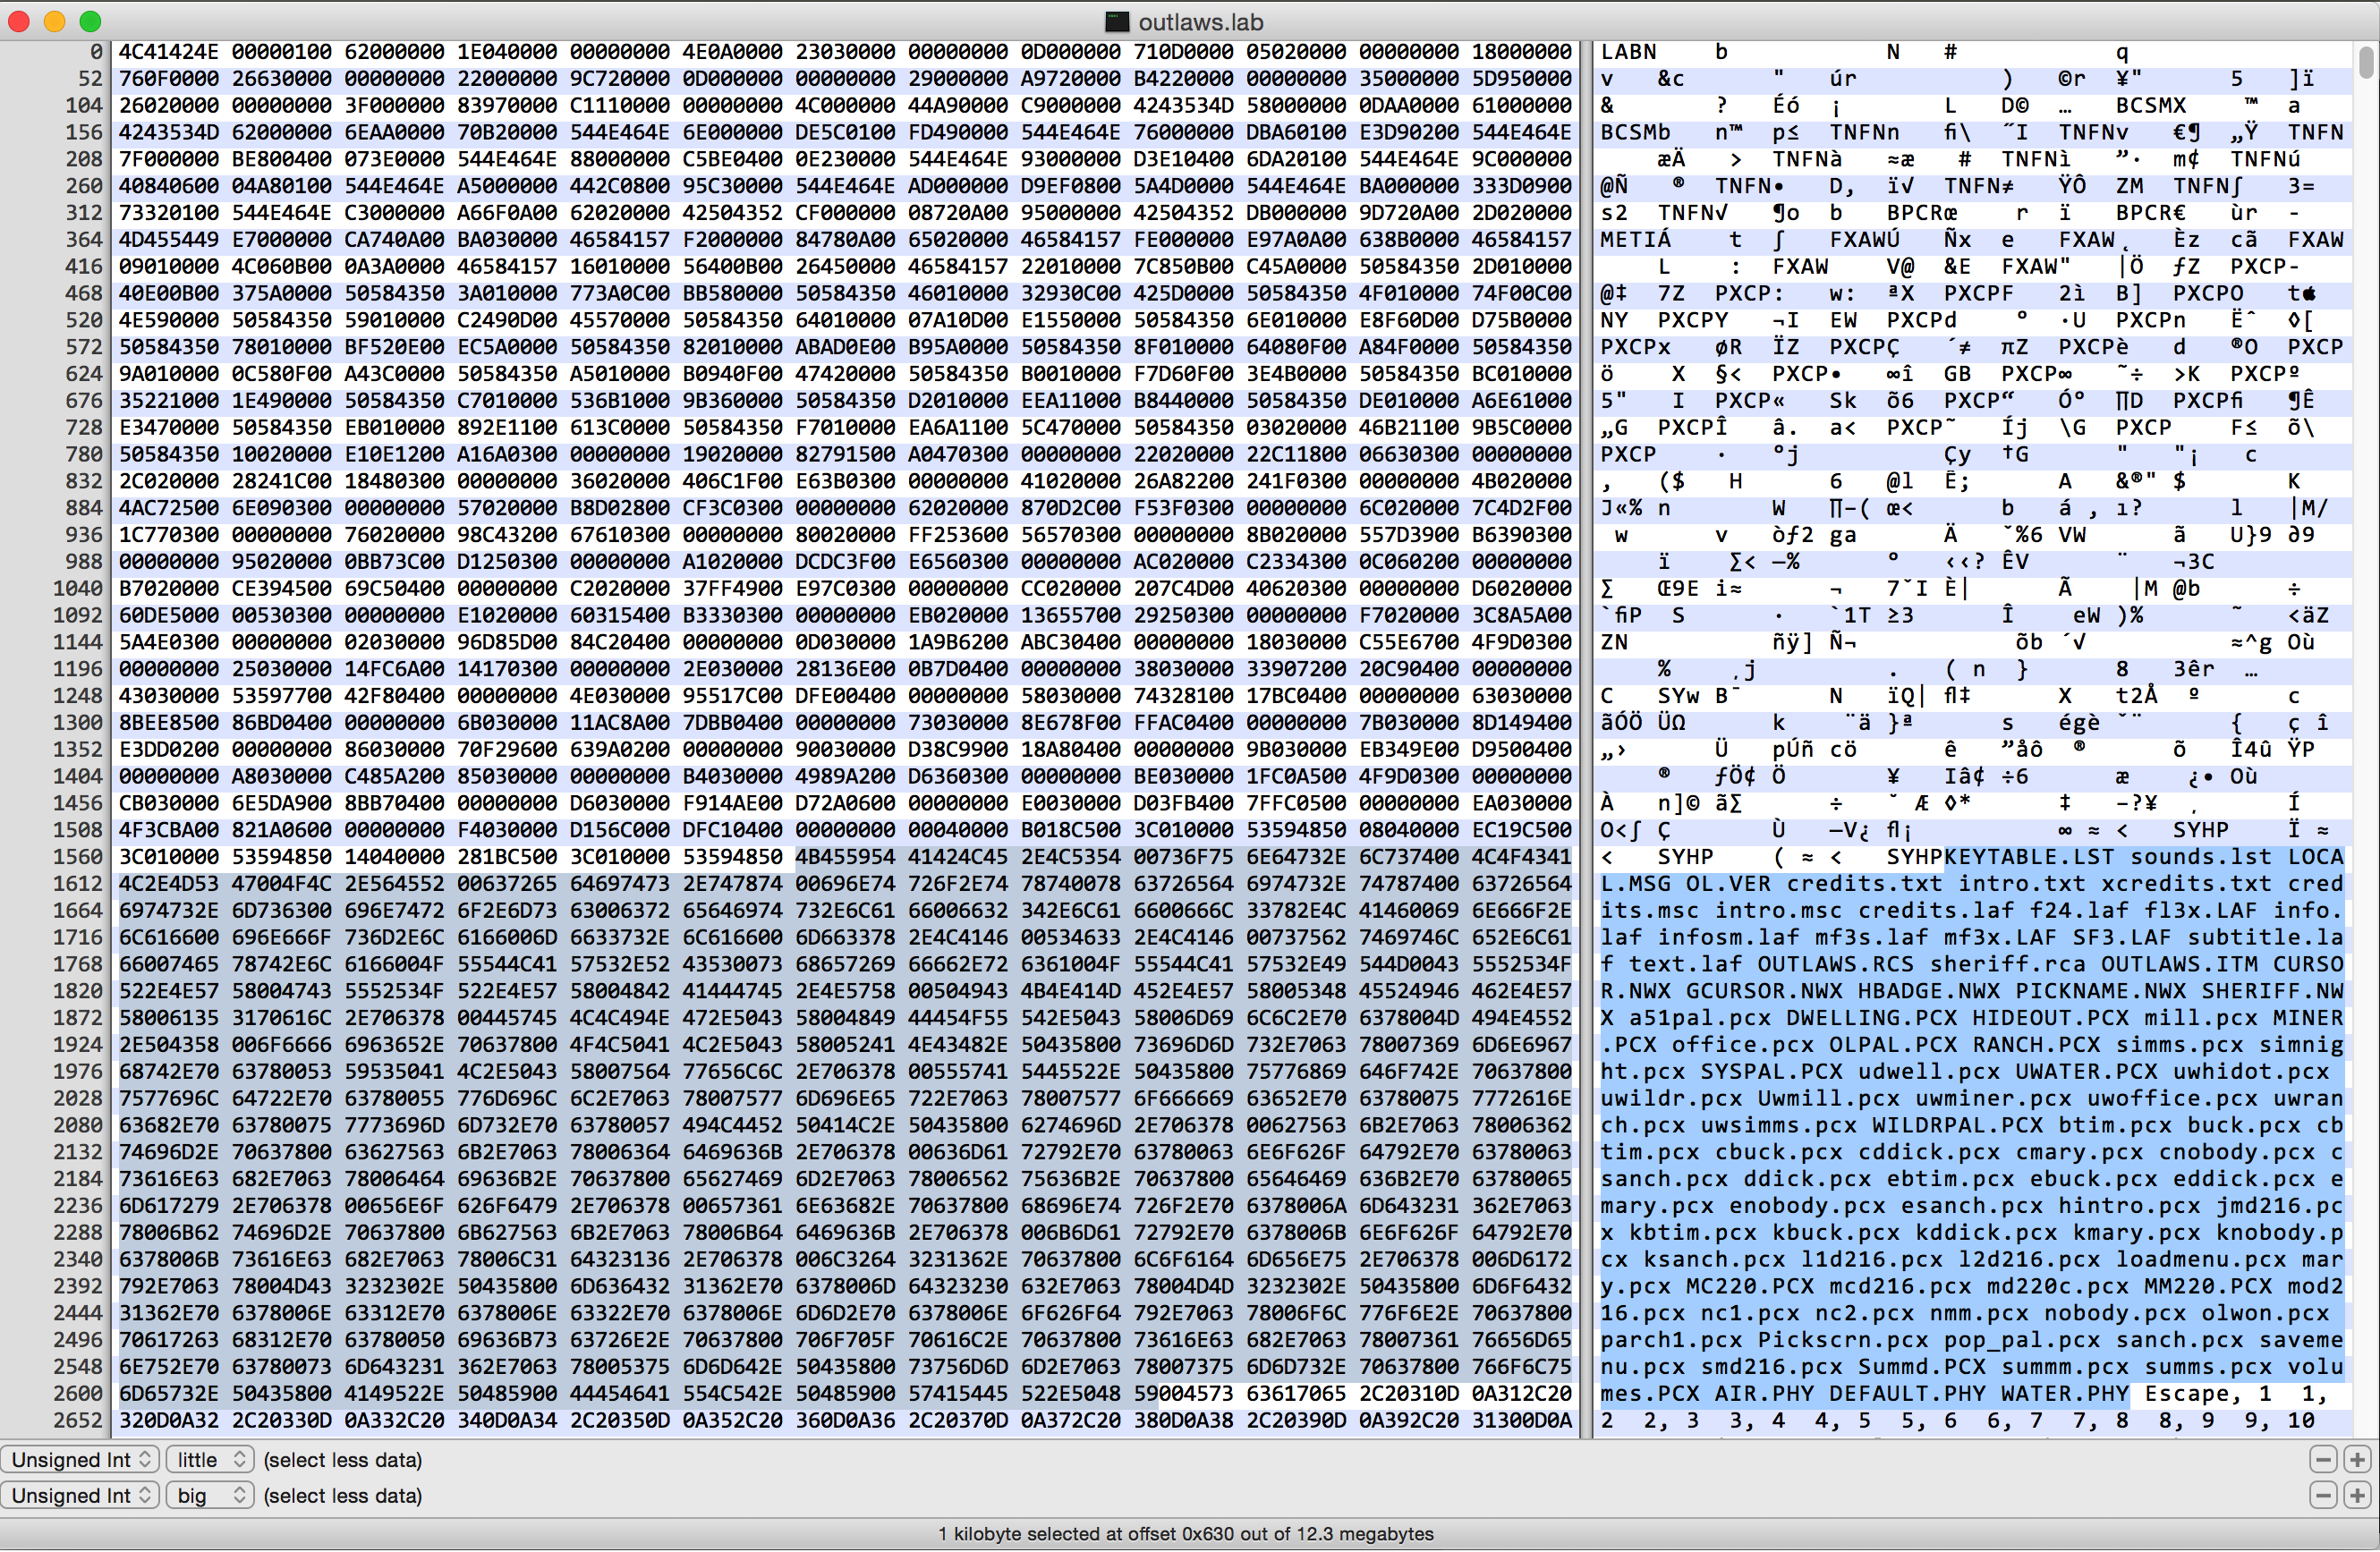 outlaws.lab
0 4C41424E 00000100 62000000 1E040000 00000000 4E0A0000 23030000 00000000 0D000000 710D0000 05020000 00000000 18000000 LABN b N # q
52 760F0000 26630000 00000000 22000000 9C720000 0D000000 00000000 29000000 A9720000 B4220000 00000000 35000000 5D950000 v &c " úr ) ©r ¥" 5 ]ï
104 26020000 00000000 3F000000 83970000 C1110000 00000000 4C000000 44A90000 C9000000 4243534D 58000000 0DAA0000 61000000 & ? Éó ¡ L D© … BCSMX ™ a
156 4243534D 62000000 6EAA0000 70B20000 544E464E 6E000000 DE5C0100 FD490000 544E464E 76000000 DBA60100 E3D90200 544E464E BCSMb n™ p≤ TNFNn ﬁ\ ˝I TNFNv €¶ „Ÿ TNFN
208 7F000000 BE800400 073E0000 544E464E 88000000 C5BE0400 0E230000 544E464E 93000000 D3E10400 6DA20100 544E464E 9C000000 æÄ > TNFNà ≈æ # TNFNì ”· m¢ TNFNú
260 40840600 04A80100 544E464E A5000000 442C0800 95C30000 544E464E AD000000 D9EF0800 5A4D0000 544E464E BA000000 333D0900 @Ñ ® TNFN• D, ï√ TNFN≠ ŸÔ ZM TNFN∫ 3=
312 73320100 544E464E C3000000 A66F0A00 62020000 42504352 CF000000 08720A00 95000000 42504352 DB000000 9D720A00 2D020000 s2 TNFN√ ¶o b BPCRœ r ï BPCR€ ùr -
364 4D455449 E7000000 CA740A00 BA030000 46584157 F2000000 84780A00 65020000 46584157 FE000000 E97A0A00 638B0000 46584157 METIÁ t ∫ FXAWÚ Ñx e FXAW˛ Èz cã FXAW
416 09010000 4C060B00 0A3A0000 46584157 16010000 56400B00 26450000 46584157 22010000 7C850B00 C45A0000 50584350 2D010000 L : FXAW V@ &E FXAW" |Ö ƒZ PXCP-
468 40E00B00 375A0000 50584350 3A010000 773A0C00 BB580000 50584350 46010000 32930C00 425D0000 50584350 4F010000 74F00C00 @‡ 7Z PXCP: w: ªX PXCPF 2ì B] PXCPO t
520 4E590000 50584350 59010000 C2490D00 45570000 50584350 64010000 07A10D00 E1550000 50584350 6E010000 E8F60D00 D75B0000 NY PXCPY ¬I EW PXCPd ° ·U PXCPn Ëˆ ◊[
572 50584350 78010000 BF520E00 EC5A0000 50584350 82010000 ABAD0E00 B95A0000 50584350 8F010000 64080F00 A84F0000 50584350 PXCPx øR ÏZ PXCPÇ ´≠ πZ PXCPè d ®O PXCP
624 9A010000 0C580F00 A43C0000 50584350 A5010000 B0940F00 47420000 50584350 B0010000 F7D60F00 3E4B0000 50584350 BC010000 ö X §< PXCP• ∞î GB PXCP∞ ˜÷ >K PXCPº
676 35221000 1E490000 50584350 C7010000 536B1000 9B360000 50584350 D2010000 EEA11000 B8440000 50584350 DE010000 A6E61000 5" I PXCP« Sk õ6 PXCP“ Ó° ∏D PXCPﬁ ¶Ê
728 E3470000 50584350 EB010000 892E1100 613C0000 50584350 F7010000 EA6A1100 5C470000 50584350 03020000 46B21100 9B5C0000 „G PXCPÎ â. a< PXCP˜ Íj \G PXCP F≤ õ\
780 50584350 10020000 E10E1200 A16A0300 00000000 19020000 82791500 A0470300 00000000 22020000 22C11800 06630300 00000000 PXCP · °j Çy †G " "¡ c
832 2C020000 28241C00 18480300 00000000 36020000 406C1F00 E63B0300 00000000 41020000 26A82200 241F0300 00000000 4B020000 , ($ H 6 @l Ê; A &®" $ K
884 4AC72500 6E090300 00000000 57020000 B8D02800 CF3C0300 00000000 62020000 870D2C00 F53F0300 00000000 6C020000 7C4D2F00 J«% n W ∏–( œ< b á , ı? l |M/
936 1C770300 00000000 76020000 98C43200 67610300 00000000 80020000 FF253600 56570300 00000000 8B020000 557D3900 B6390300 w v òƒ2 ga Ä ˇ%6 VW ã U}9 ∂9
988 00000000 95020000 0BB73C00 D1250300 00000000 A1020000 DCDC3F00 E6560300 00000000 AC020000 C2334300 0C060200 00000000 ï ∑< —% ° ‹‹? ÊV ¨ ¬3C
1040 B7020000 CE394500 69C50400 00000000 C2020000 37FF4900 E97C0300 00000000 CC020000 207C4D00 40620300 00000000 D6020000 ∑ Œ9E i≈ ¬ 7ˇI È| Ã |M @b ÷
1092 60DE5000 00530300 00000000 E1020000 60315400 B3330300 00000000 EB020000 13655700 29250300 00000000 F7020000 3C8A5A00 `ﬁP S · `1T ≥3 Î eW )% ˜ <äZ
1144 5A4E0300 00000000 02030000 96D85D00 84C20400 00000000 0D030000 1A9B6200 ABC30400 00000000 18030000 C55E6700 4F9D0300 ZN ñÿ] Ñ¬ õb ´√ ≈^g Où
1196 00000000 25030000 14FC6A00 14170300 00000000 2E030000 28136E00 0B7D0400 00000000 38030000 33907200 20C90400 00000000 % ¸j . ( n } 8 3êr …
1248 43030000 53597700 42F80400 00000000 4E030000 95517C00 DFE00400 00000000 58030000 74328100 17BC0400 00000000 63030000 C SYw B¯ N ïQ| ﬂ‡ X t2Å º c
1300 8BEE8500 86BD0400 00000000 6B030000 11AC8A00 7DBB0400 00000000 73030000 8E678F00 FFAC0400 00000000 7B030000 8D149400 ãÓÖ ÜΩ k ¨ä }ª s égè ˇ¨ { ç î
1352 E3DD0200 00000000 86030000 70F29600 639A0200 00000000 90030000 D38C9900 18A80400 00000000 9B030000 EB349E00 D9500400 „› Ü pÚñ cö ê ”åô ® õ Î4û ŸP
1404 00000000 A8030000 C485A200 85030000 00000000 B4030000 4989A200 D6360300 00000000 BE030000 1FC0A500 4F9D0300 00000000 ® ƒÖ¢ Ö ¥ Iâ¢ ÷6 æ ¿• Où
1456 CB030000 6E5DA900 8BB70400 00000000 D6030000 F914AE00 D72A0600 00000000 E0030000 D03FB400 7FFC0500 00000000 EA030000 À n]© ã∑ ÷ ˘ Æ ◊* ‡ –?¥ ¸ Í
1508 4F3CBA00 821A0600 00000000 F4030000 D156C000 DFC10400 00000000 00040000 B018C500 3C010000 53594850 08040000 EC19C500 O<∫ Ç Ù —V¿ ﬂ¡ ∞ ≈ < SYHP Ï ≈
1560 3C010000 53594850 14040000 281BC500 3C010000 53594850 4B455954 41424C45 2E4C5354 00736F75 6E64732E 6C737400 4C4F4341 < SYHP ( ≈ < SYHPKEYTABLE.LST sounds.lst LOCA
1612 4C2E4D53 47004F4C 2E564552 00637265 64697473 2E747874 00696E74 726F2E74 78740078 63726564 6974732E 74787400 63726564 L.MSG OL.VER credits.txt intro.txt xcredits.txt cred
1664 6974732E 6D736300 696E7472 6F2E6D73 63006372 65646974 732E6C61 66006632 342E6C61 6600666C 33782E4C 41460069 6E666F2E its.msc intro.msc credits.laf f24.laf fl3x.LAF info.
1716 6C616600 696E666F 736D2E6C 6166006D 6633732E 6C616600 6D663378 2E4C4146 00534633 2E4C4146 00737562 7469746C 652E6C61 laf infosm.laf mf3s.laf mf3x.LAF SF3.LAF subtitle.la
1768 66007465 78742E6C 6166004F 55544C41 57532E52 43530073 68657269 66662E72 6361004F 55544C41 57532E49 544D0043 5552534F f text.laf OUTLAWS.RCS sheriff.rca OUTLAWS.ITM CURSO
1820 522E4E57 58004743 5552534F 522E4E57 58004842 41444745 2E4E5758 00504943 4B4E414D 452E4E57 58005348 45524946 462E4E57 R.NWX GCURSOR.NWX HBADGE.NWX PICKNAME.NWX SHERIFF.NW
1872 58006135 3170616C 2E706378 00445745 4C4C494E 472E5043 58004849 44454F55 542E5043 58006D69 6C6C2E70 6378004D 494E4552 X a51pal.pcx DWELLING.PCX HIDEOUT.PCX mill.pcx MINER
1924 2E504358 006F6666 6963652E 70637800 4F4C5041 4C2E5043 58005241 4E43482E 50435800 73696D6D 732E7063 78007369 6D6E6967 .PCX office.pcx OLPAL.PCX RANCH.PCX simms.pcx simnig
1976 68742E70 63780053 59535041 4C2E5043 58007564 77656C6C 2E706378 00555741 5445522E 50435800 75776869 646F742E 70637800 ht.pcx SYSPAL.PCX udwell.pcx UWATER.PCX uwhidot.pcx
2028 7577696C 64722E70 63780055 776D696C 6C2E7063 78007577 6D696E65 722E7063 78007577 6F666669 63652E70 63780075 7772616E uwildr.pcx Uwmill.pcx uwminer.pcx uwoffice.pcx uwran
2080 63682E70 63780075 7773696D 6D732E70 63780057 494C4452 50414C2E 50435800 6274696D 2E706378 00627563 6B2E7063 78006362 ch.pcx uwsimms.pcx WILDRPAL.PCX btim.pcx buck.pcx cb
2132 74696D2E 70637800 63627563 6B2E7063 78006364 6469636B 2E706378 00636D61 72792E70 63780063 6E6F626F 64792E70 63780063 tim.pcx cbuck.pcx cddick.pcx cmary.pcx cnobody.pcx c
2184 73616E63 682E7063 78006464 69636B2E 70637800 65627469 6D2E7063 78006562 75636B2E 70637800 65646469 636B2E70 63780065 sanch.pcx ddick.pcx ebtim.pcx ebuck.pcx eddick.pcx e
2236 6D617279 2E706378 00656E6F 626F6479 2E706378 00657361 6E63682E 70637800 68696E74 726F2E70 6378006A 6D643231 362E7063 mary.pcx enobody.pcx esanch.pcx hintro.pcx jmd216.pc
2288 78006B62 74696D2E 70637800 6B627563 6B2E7063 78006B64 6469636B 2E706378 006B6D61 72792E70 6378006B 6E6F626F 64792E70 x kbtim.pcx kbuck.pcx kddick.pcx kmary.pcx knobody.p
2340 6378006B 73616E63 682E7063 78006C31 64323136 2E706378 006C3264 3231362E 70637800 6C6F6164 6D656E75 2E706378 006D6172 cx ksanch.pcx l1d216.pcx l2d216.pcx loadmenu.pcx mar
2392 792E7063 78004D43 3232302E 50435800 6D636432 31362E70 6378006D 64323230 632E7063 78004D4D 3232302E 50435800 6D6F6432 y.pcx MC220.PCX mcd216.pcx md220c.pcx MM220.PCX mod2
2444 31362E70 6378006E 63312E70 6378006E 63322E70 6378006E 6D6D2E70 6378006E 6F626F64 792E7063 78006F6C 776F6E2E 70637800 16.pcx nc1.pcx nc2.pcx nmm.pcx nobody.pcx olwon.pcx
2496 70617263 68312E70 63780050 69636B73 63726E2E 70637800 706F705F 70616C2E 70637800 73616E63 682E7063 78007361 76656D65 parch1.pcx Pickscrn.pcx pop_pal.pcx sanch.pcx saveme
2548 6E752E70 63780073 6D643231 362E7063 78005375 6D6D642E 50435800 73756D6D 6D2E7063 78007375 6D6D732E 70637800 766F6C75 nu.pcx smd216.pcx Summd.PCX summm.pcx summs.pcx volu
2600 6D65732E 50435800 4149522E 50485900 44454641 554C542E 50485900 57415445 522E5048 59004573 63617065 2C20310D 0A312C20 mes.PCX AIR.PHY DEFAULT.PHY WATER.PHY Escape, 1 1,
2652 320D0A32 2C20330D 0A332C20 340D0A34 2C20350D 0A352C20 360D0A36 2C20370D 0A372C20 380D0A38 2C20390D 0A392C20 31300D0A 2 2, 3 3, 4 4, 5 5, 6 6, 7 7, 8 8, 9 9, 10
Unsigned Int little (select less data)
Unsigned Int big (select less data)
1 kilobyte selected at offset 0x630 out of 12.3 megabytes